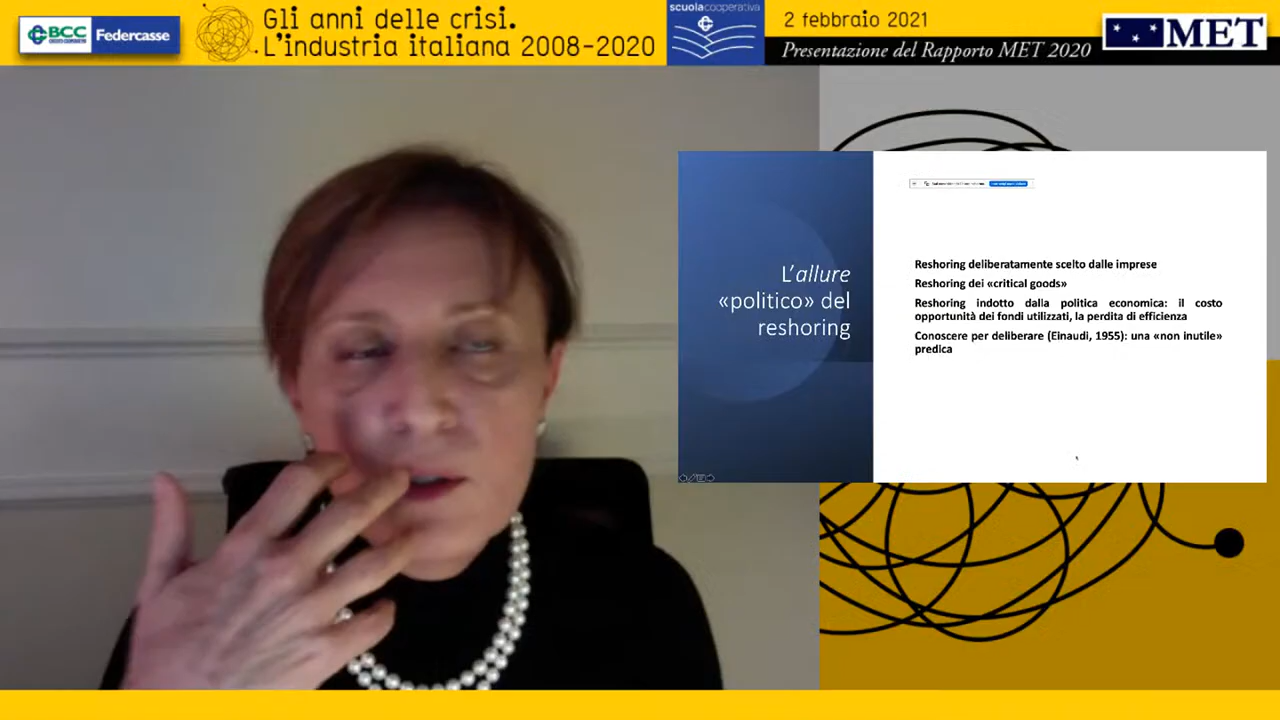 BCC
CREDITO COOPERATIVO
Federcasse
Gli anni delle crisi.
L'industria italiana 2008-2020
scuolacooperativa
2 febbraio 2021
Presentazione del Rapporto MET 2020
MET
L'allure
«politico» del
reshoring
Reshoring deliberatamente scelto dalle imprese
Reshoring dei «critical goods»
Reshoring indotto dalla politica economica: il costo
opportunità dei fondi utilizzati, la perdita di efficienza
Conoscere per deliberare (Einaudi, 1955): una «non inutile»
predica